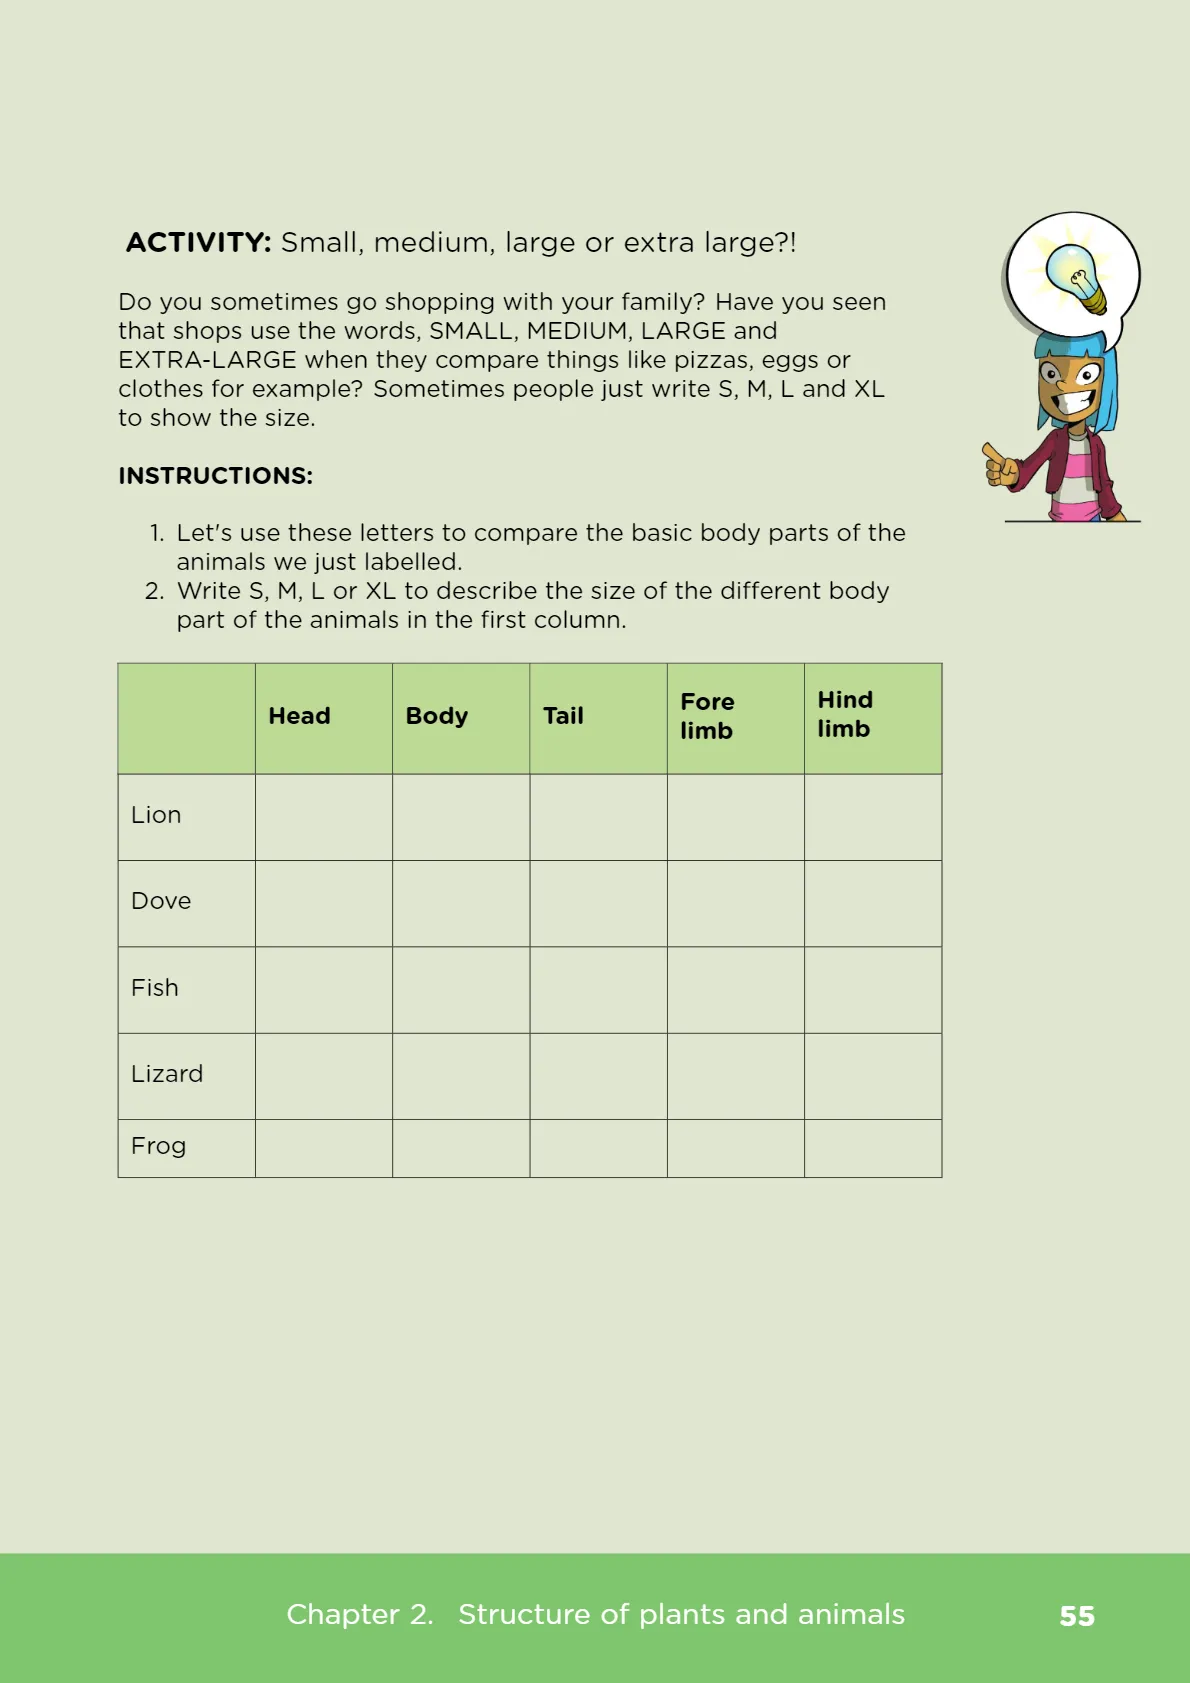 ACTIVITY: Small, medium, large or extra large?!
Do you sometimes go shopping with your family? Have you seen
that shops use the words, SMALL, MEDIUM, LARGE and
EXTRA-LARGE when they compare things like pizzas, eggs or
clothes for example? Sometimes people just write S, M, L and XL
to show the size.
INSTRUCTIONS:
1. Let's use these letters to compare the basic body parts of the
animals we just labelled.
2. Write S, M, L or XL to describe the size of the different body
part of the animals in the first column.
Head Body Tail Fore limb Hind limb
Lion
Dove
Fish
Lizard
Frog
Chapter 2. Structure of plants and animals 55